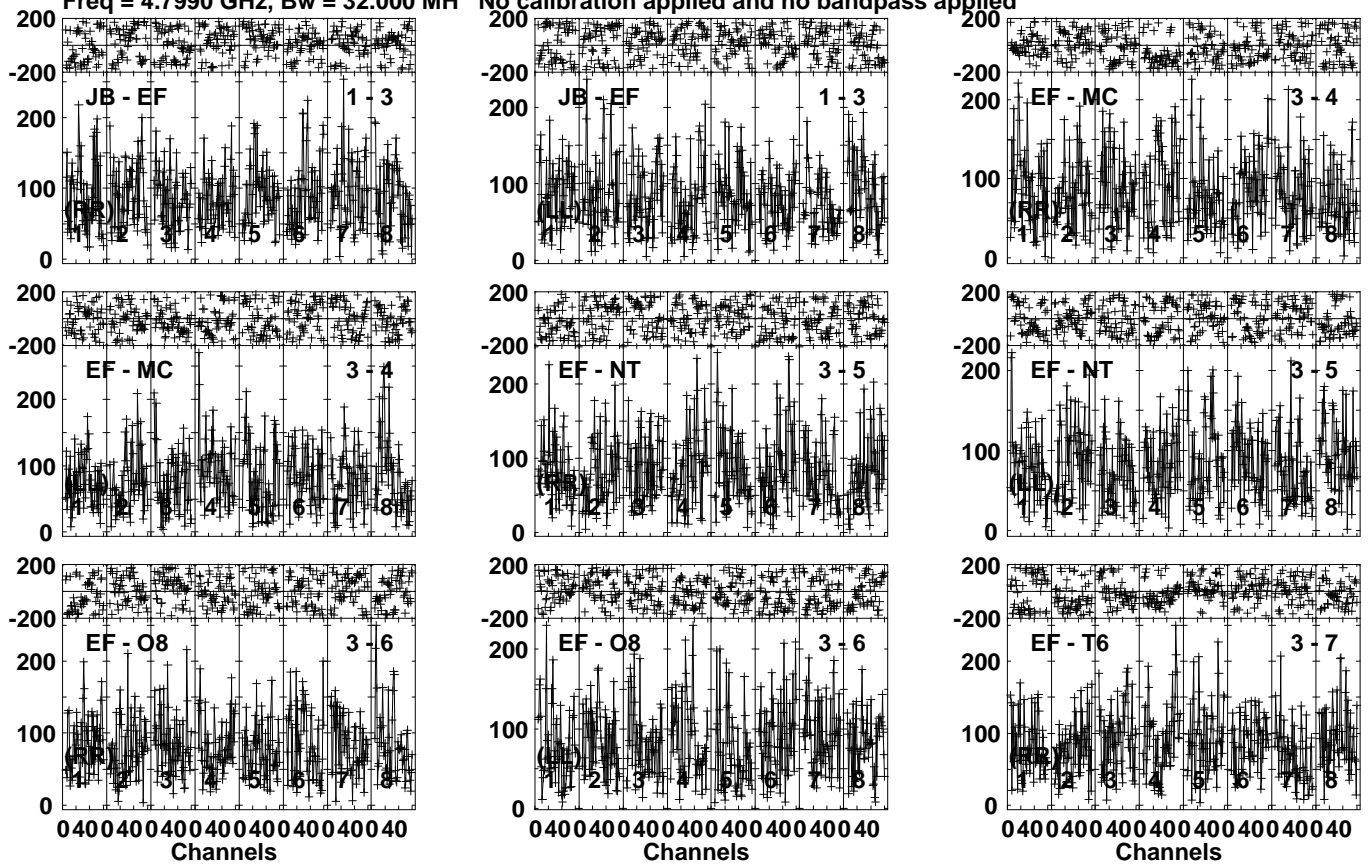 Freq = 4.7990 GHz, Bw = 32.000 MH No calibration applied and no bandpass applied
200
-200
JB - EF 1 - 3
200
100
0
(RR)
1 2 3 4 5 6 7 8
200
-200
JB - EF 1 - 3
200
100
0
(LL)
1 2 3 4 5 6 7 8
200
-200
EF - MC 3 - 4
200
100
0
(RR)
1 2 3 4 5 6 7 8
200
-200
EF - MC 3 - 4
200
100
0
(LL)
1 2 3 4 5 6 7 8
200
-200
EF - NT 3 - 5
200
100
0
(RR)
1 2 3 4 5 6 7 8
200
-200
EF - NT 3 - 5
200
100
0
(LL)
1 2 3 4 5 6 7 8
200
-200
EF - O8 3 - 6
200
100
0
(RR)
1 2 3 4 5 6 7 8
0 40 0 40 0 40 0 40 0 40 0 40 0 40 0 40
Channels
200
-200
EF - O8 3 - 6
200
100
0
(LL)
1 2 3 4 5 6 7 8
0 40 0 40 0 40 0 40 0 40 0 40 0 40 0 40
Channels
200
-200
EF - T6 3 - 7
200
100
0
(RR)
1 2 3 4 5 6 7 8
0 40 0 40 0 40 0 40 0 40 0 40 0 40 0 40
Channels